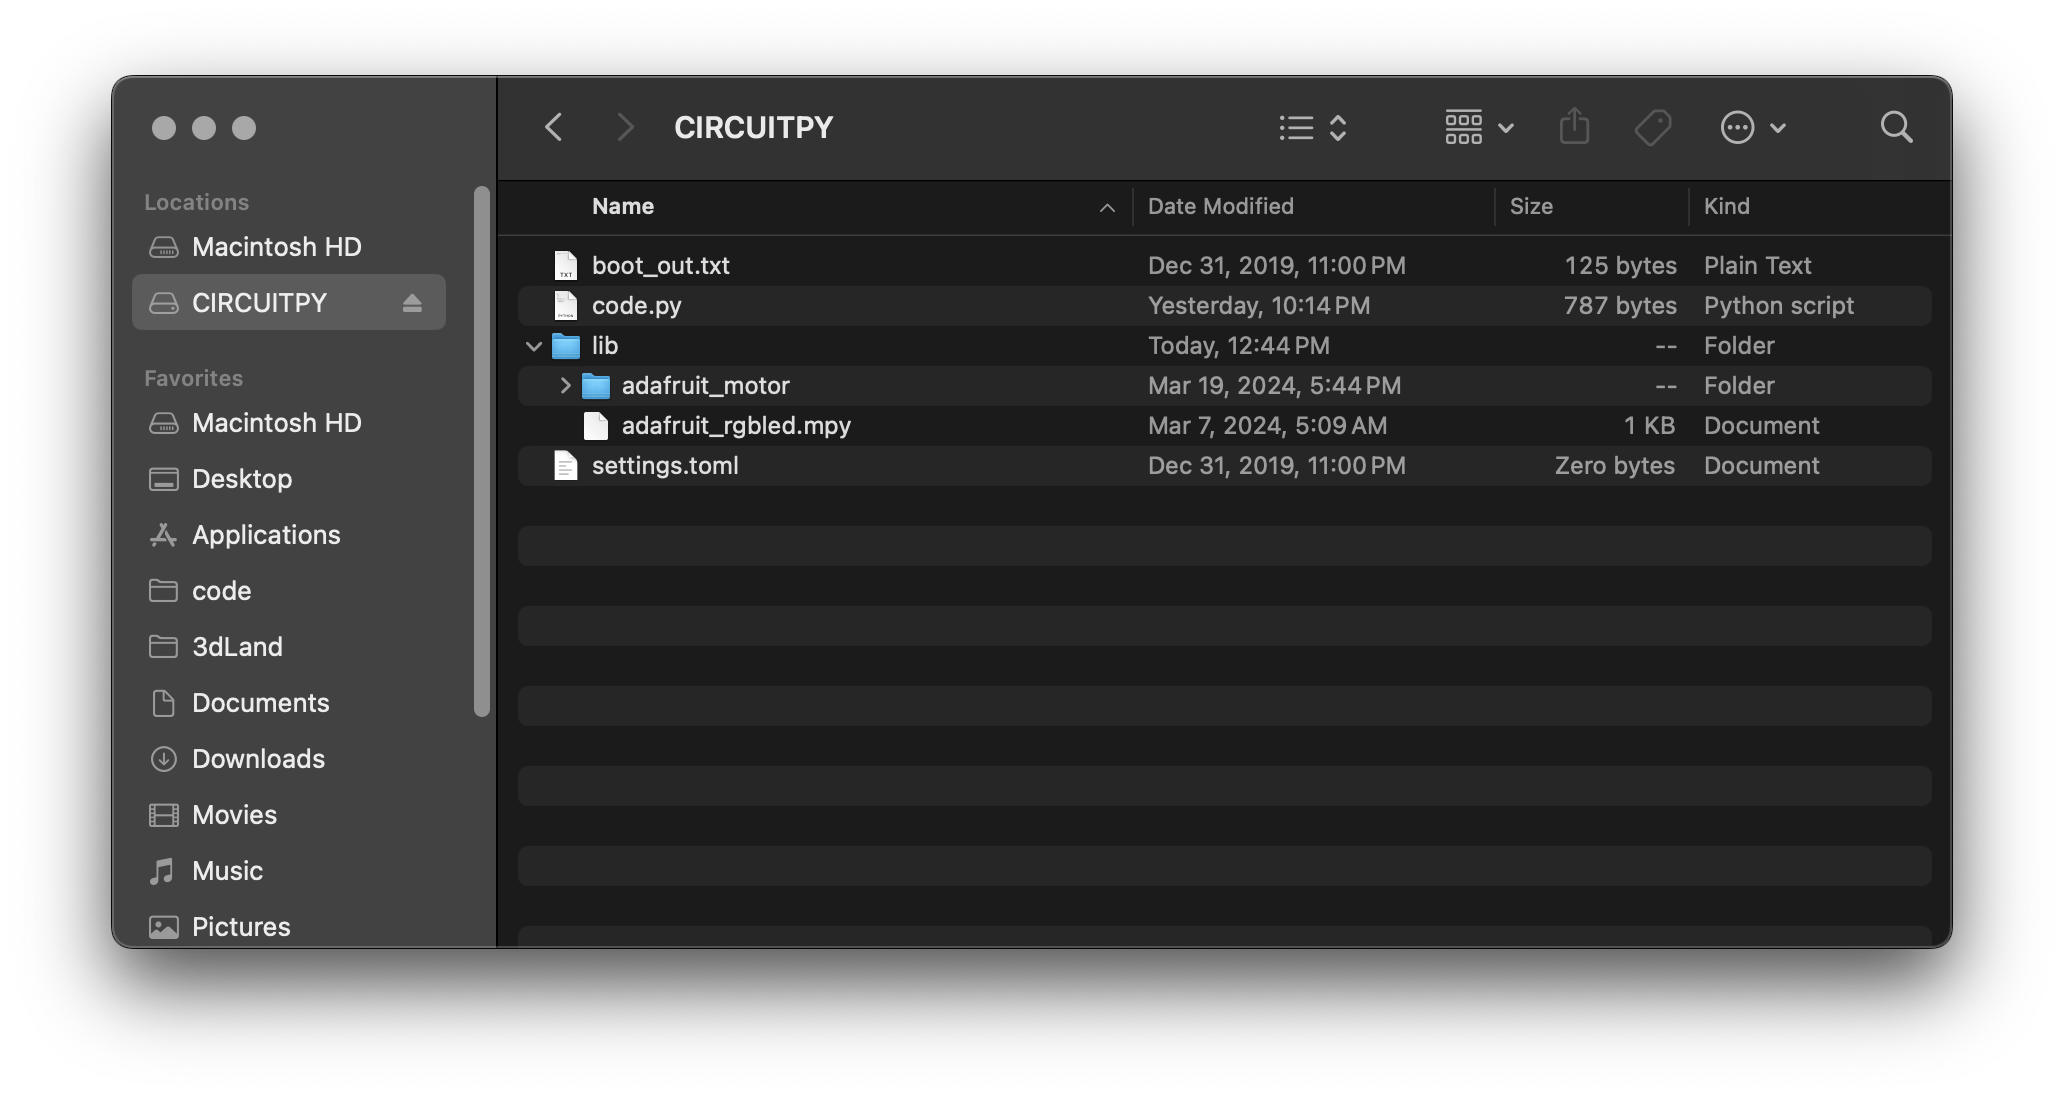 CIRCUITPY
Locations
Macintosh HD
CIRCUITPY
Favorites
Macintosh HD
Desktop
Applications
code
3dLand
Documents
Downloads
Movies
Music
Pictures
Name Date Modified Size Kind
boot_out.txt Dec 31, 2019, 11:00 PM 125 bytes Plain Text
code.py Yesterday, 10:14 PM 787 bytes Python script
lib Today, 12:44 PM -- Folder
adafruit_motor Mar 19, 2024, 5:44 PM -- Folder
adafruit_rgbled.mpy Mar 7, 2024, 5:09 AM 1 KB Document
settings.toml Dec 31, 2019, 11:00 PM Zero bytes Document